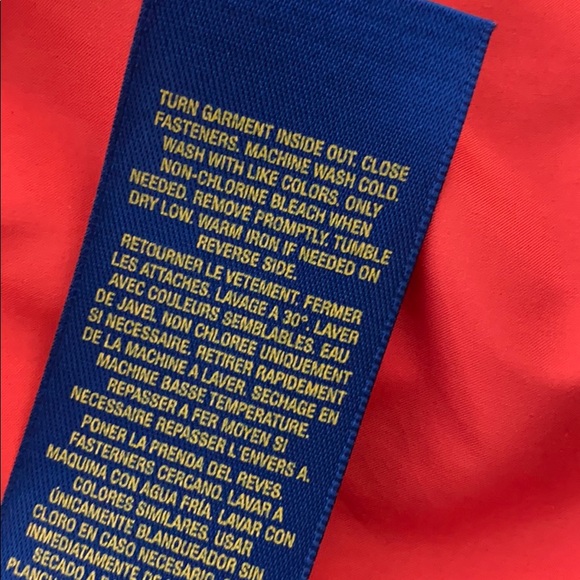 TURN GARMENT INSIDE OUT, CLOSE
FASTENERS. MACHINE WASH COLD.
WASH WITH LIKE COLORS. ONLY
NON-CHLORINE BLEACH WHEN
NEEDED. REMOVE PROMPTLY. TUMBLE
DRY LOW. WARM IRON IF NEEDED ON
REVERSE SIDE.
RETOURNER LE VETEMENT. FERMER
LES ATTACHES. LAVAGE A 30°. LAVER
AVEC COULEURS SEMBLABLES. EAU
DE JAVEL NON CHLOREE UNIQUEMENT
SI NECESSAIRE. RETIRER RAPIDEMENT
DE LA MACHINE A LAVER. SECHAGE EN
MACHINE BASSE TEMPERATURE.
REPASSER A FER MOYEN SI
NECESSAIRE REPASSER L'ENVERS A.
PONER LA PRENDA DEL REVES,
FASTERNERS CERCANO. LAVAR A
MAQUINA CON AGUA FRÍA. LAVAR CON
COLORES SIMILARES. USAR
ÚNICAMENTE BLANQUEADOR SIN
CLORO EN CASO NECESARIO.
INMEDIATAMENTE DE
SECADO A